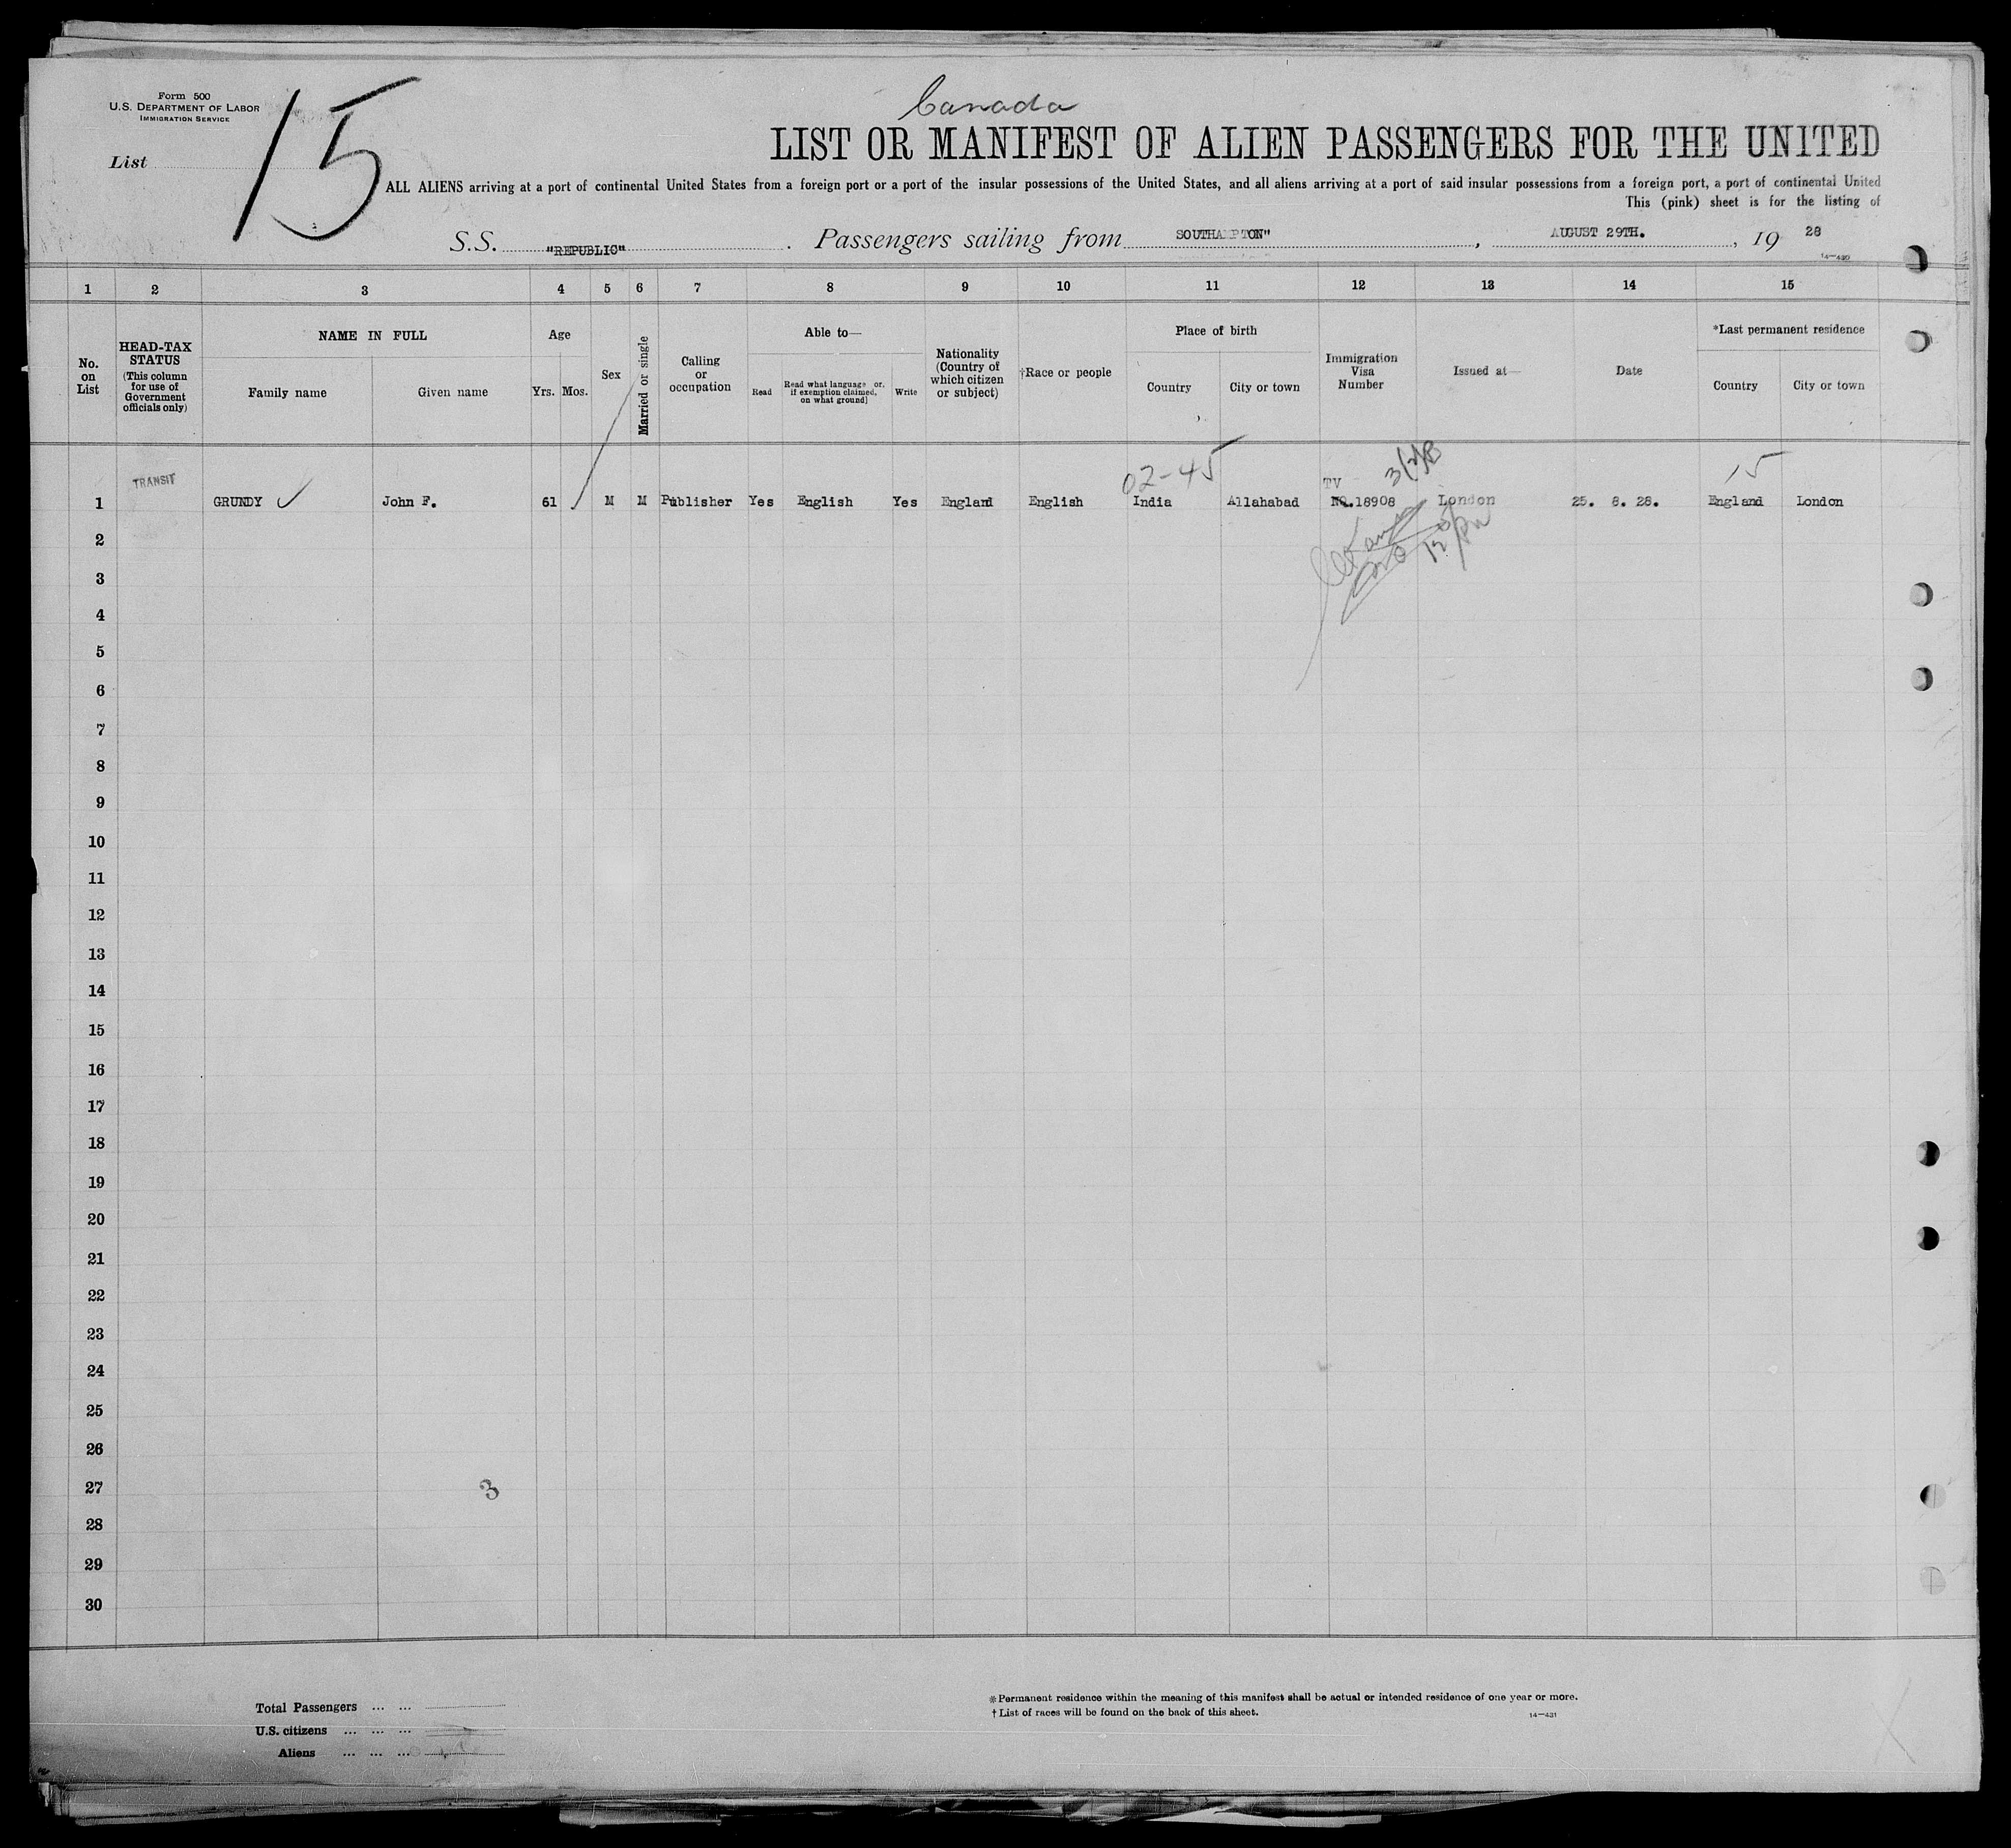 Form 500
U.S. DEPARTMENT OF LABOR
IMMIGRATION SERVICE
List 15
Canada
LIST OR MANIFEST OF ALIEN PASSENGERS FOR THE UNITED
ALL ALIENS arriving at a port of continental United States from a foreign port or a port of the insular possessions of the United States, and all aliens arriving at a port of said insular possessions from a foreign port, a port of continental United
This (pink) sheet is for the listing of
S.S. "REPUBLIC". Passengers sailing from SOUTHAMPTON", AUGUST 29TH., 19 28
14—430
1 2 3 4 5 6 7 8 9 10 11 12 13 14 15
No. on List
HEAD-TAX STATUS (This column for use of Government officials only)
NAME IN FULL
Family name Given name
Age
Yrs. Mos.
Sex
Married or single
Calling or occupation
Able to—
Read Read what language or, if exemption claimed, on what ground] Write
Nationality (Country of which citizen or subject)
†Race or people
Place of birth
Country City or town
Immigration Visa Number
Issued at—
Date
*Last permanent residence
Country City or town
TRANSIT 02-45 TV 15
1 GRUNDY ✓ John F. 61 M M Publisher Yes English Yes England English India Allahabad No.18908 London 25. 8. 28. England London
2
3
4
5
6
7
8
9
10
11
12
13
14
15
16
17
18
19
20
21
22
23
24
25
26
27
3
28
29
30
Total Passengers ... ...
U.S. citizens ... ... ...
Aliens ... ... ...
* Permanent residence within the meaning of this manifest shall be actual or intended residence of one year or more.
† List of races will be found on the back of this sheet.
14—431